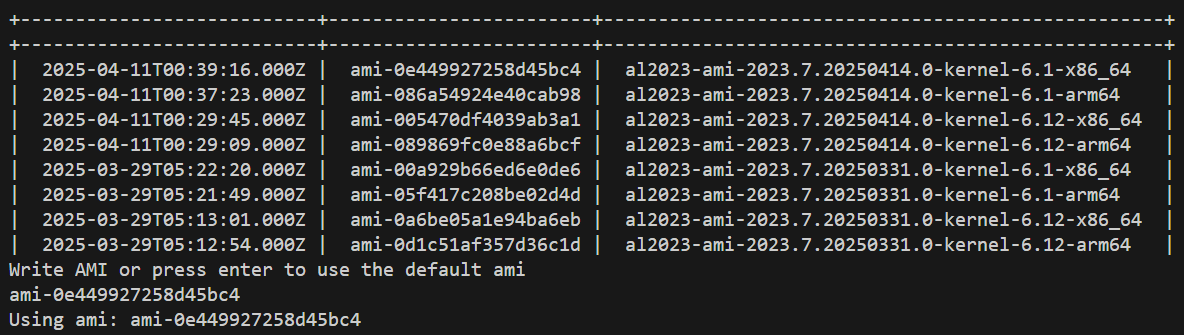 +---------------------------+------------------------+---------------------------------------------------+
+---------------------------+------------------------+---------------------------------------------------+
|  2025-04-11T00:39:16.000Z |  ami-0e449927258d45bc4 |  al2023-ami-2023.7.20250414.0-kernel-6.1-x86_64   |
|  2025-04-11T00:37:23.000Z |  ami-086a54924e40cab98 |  al2023-ami-2023.7.20250414.0-kernel-6.1-arm64    |
|  2025-04-11T00:29:45.000Z |  ami-005470df4039ab3a1 |  al2023-ami-2023.7.20250414.0-kernel-6.12-x86_64  |
|  2025-04-11T00:29:09.000Z |  ami-089869fc0e88a6bcf |  al2023-ami-2023.7.20250414.0-kernel-6.12-arm64   |
|  2025-03-29T05:22:20.000Z |  ami-00a929b66ed6e0de6 |  al2023-ami-2023.7.20250331.0-kernel-6.1-x86_64   |
|  2025-03-29T05:21:49.000Z |  ami-05f417c208be02d4d |  al2023-ami-2023.7.20250331.0-kernel-6.1-arm64    |
|  2025-03-29T05:13:01.000Z |  ami-0a6be05a1e94ba6eb |  al2023-ami-2023.7.20250331.0-kernel-6.12-x86_64  |
|  2025-03-29T05:12:54.000Z |  ami-0d1c51af357d36c1d |  al2023-ami-2023.7.20250331.0-kernel-6.12-arm64   |
Write AMI or press enter to use the default ami
ami-0e449927258d45bc4
Using ami: ami-0e449927258d45bc4